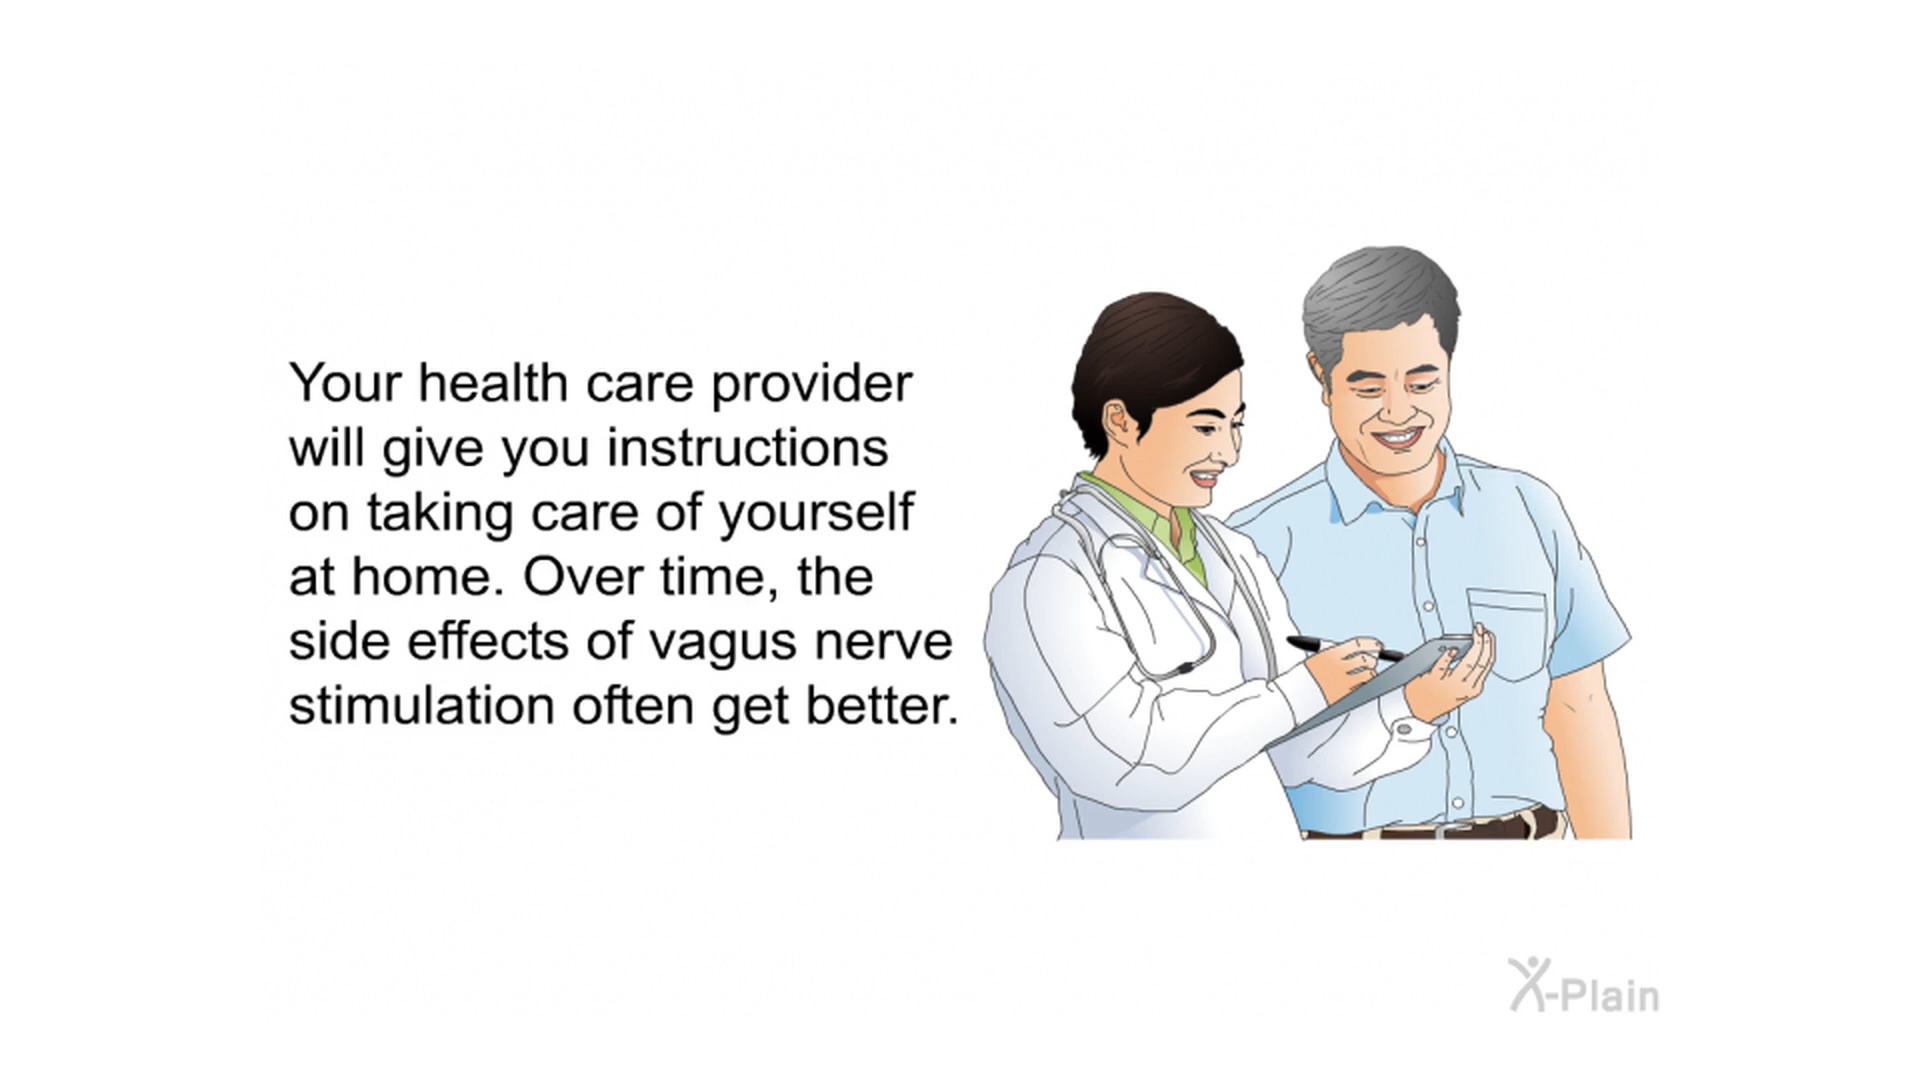 Your health care provider
will give you instructions
on taking care of yourself
at home. Over time, the
side effects of vagus nerve
stimulation often get better.
X-Plain